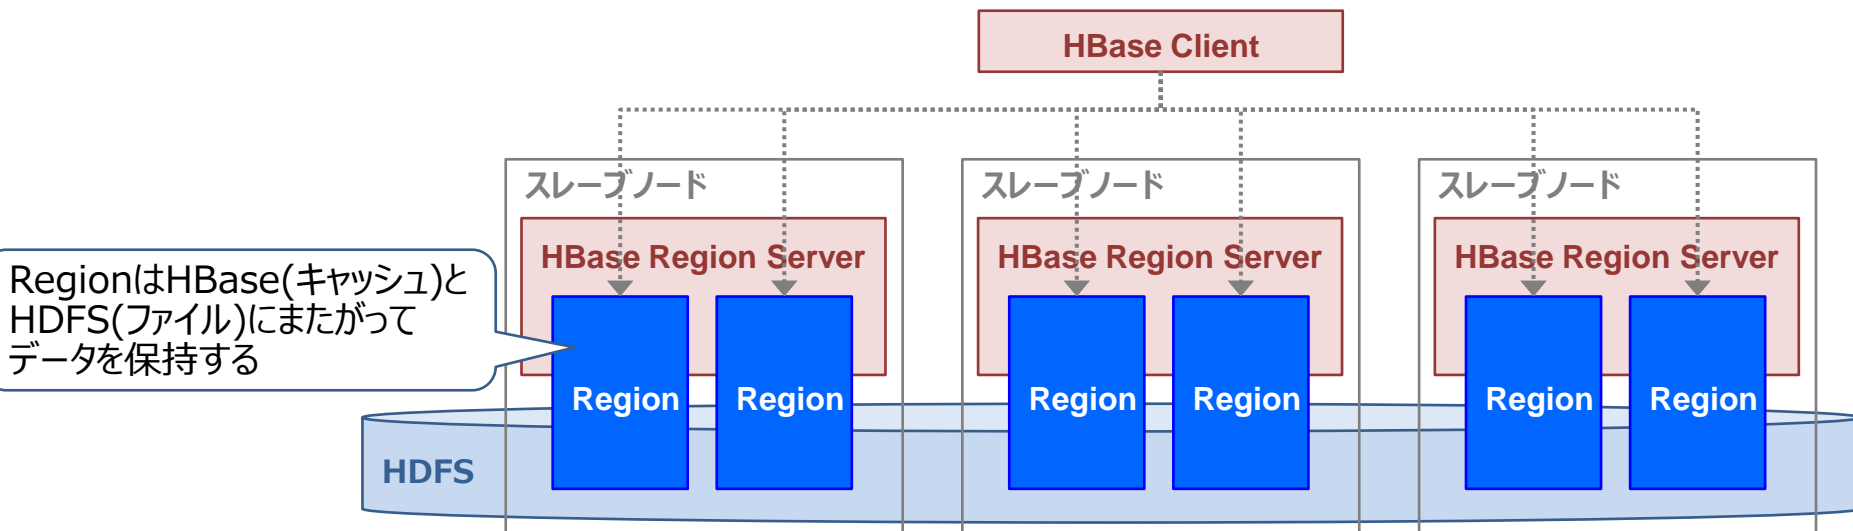 HBase Client
スレーブノード
スレーブノード
スレーブノード
HBase Region Server
HBase Region Server
HBase Region Server
RegionはHBase(キャッシュ)と
HDFS(ファイル)にまたがって
データを保持する
Region
Region
Region
Region
Region
Region
HDFS